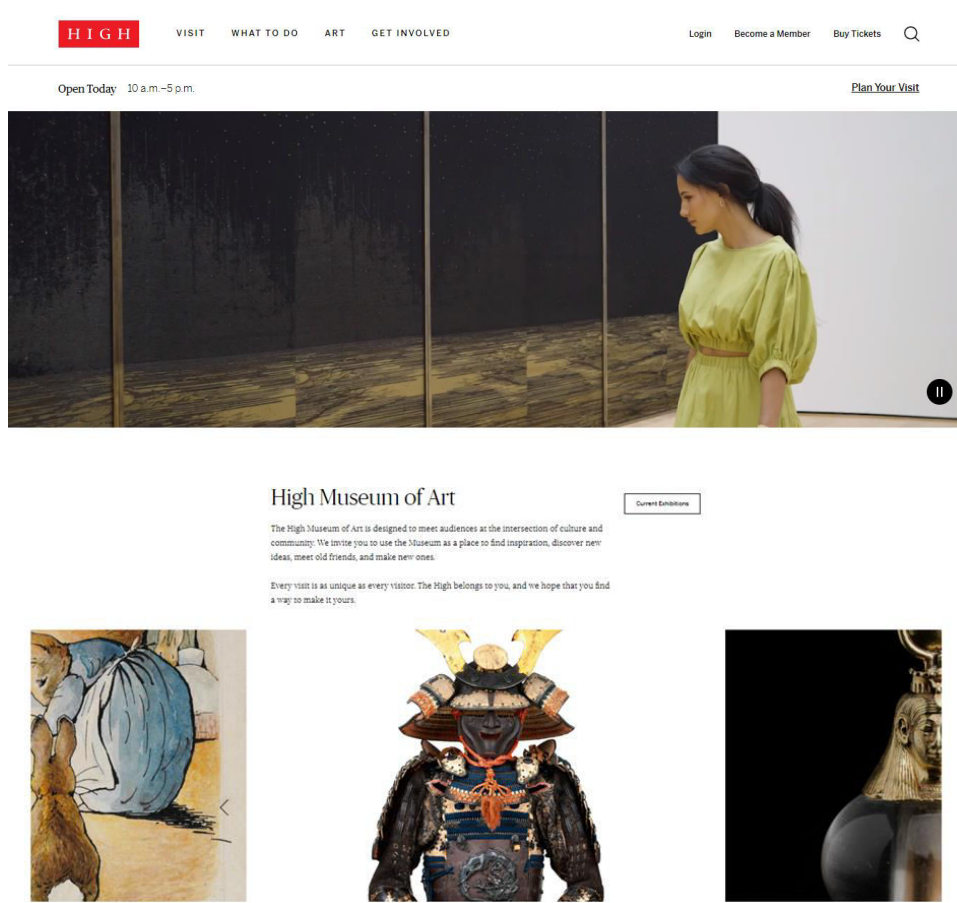 HIGH
VISIT WHAT TO DO ART GET INVOLVED
Login Become a Member Buy Tickets
Open Today 10 a.m.–5 p.m.
Plan Your Visit
High Museum of Art
Current Exhibitions
The High Museum of Art is designed to meet audiences at the intersection of culture and
community. We invite you to use the Museum as a place to find inspiration, discover new
ideas, meet old friends, and make new ones.
Every visit is as unique as every visitor. The High belongs to you, and we hope that you find
a way to make it yours.